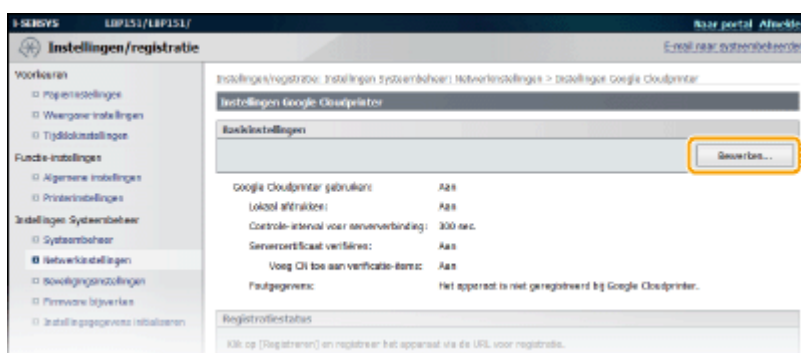 i-SENSYS LBP151/LBP151/ Naar portal Afmelde
Instellingen/registratie E-mail naar systeembeheerder
Voorkeuren
Papierinstellingen
Weergave-instellingen
Tijdklokinstellingen
Functie-instellingen
Algemene instellingen
Printerinstellingen
Instellingen Systeembeheer
Systeembeheer
Netwerkinstellingen
Beveiligingsinstellingen
Firmware bijwerken
Instellingsgegevens initialiseren
Instellingen/registratie: Instellingen Systeembeheer: Netwerkinstellingen > Instellingen Google Cloudprinter
Instellingen Google Cloudprinter
Basisinstellingen
Bewerken...
Google Cloudprinter gebruiken: Aan
Lokaal afdrukken: Aan
Controle-interval voor serververbinding: 300 sec.
Servercertificaat verifiëren: Aan
Voeg CN toe aan verificatie-items: Aan
Foutgegevens: Het apparaat is niet geregistreerd bij Google Cloudprinter.
Registratiestatus
Klik op [Registreren] en registreer het apparaat via de URL voor registratie.